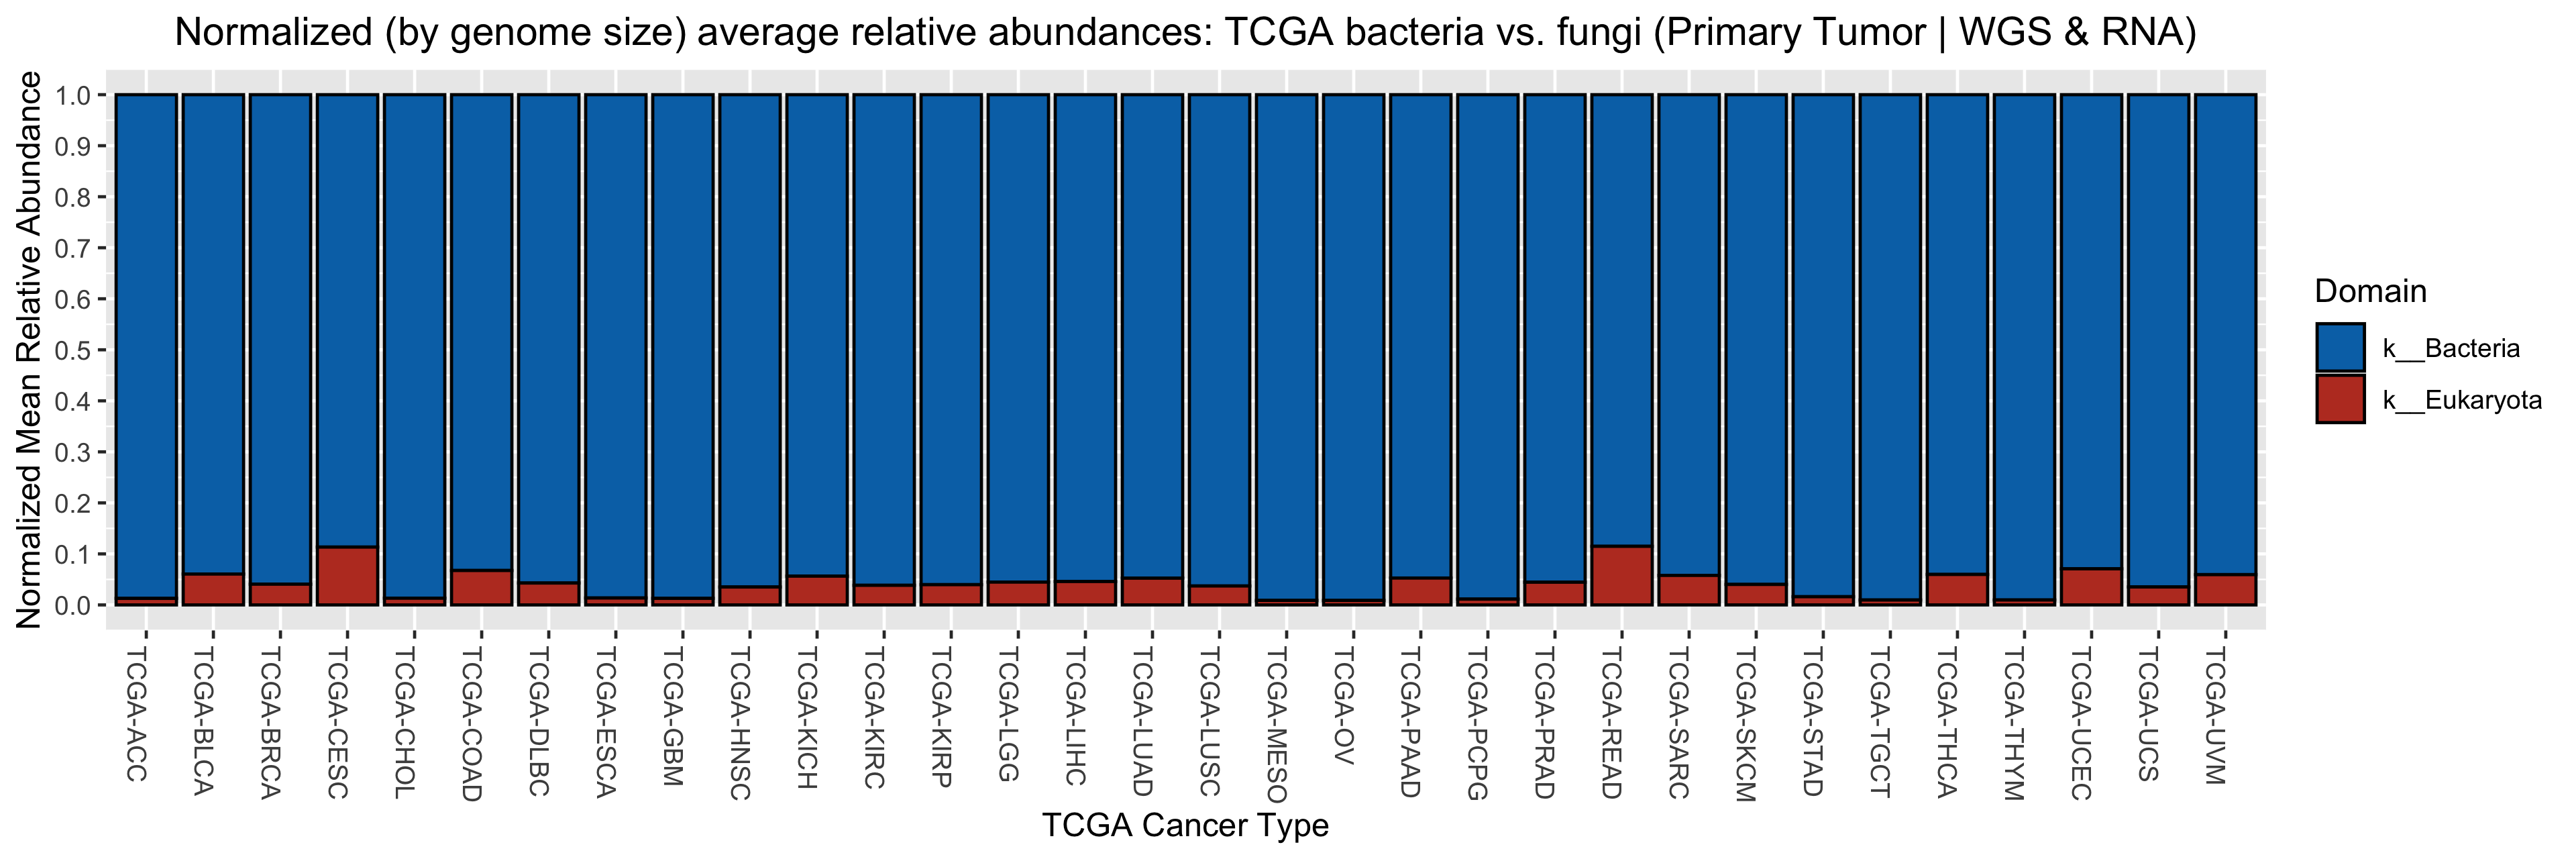 Normalized (by genome size) average relative abundances: TCGA bacteria vs. fungi (Primary Tumor | WGS & RNA)
Normalized Mean Relative Abundance
1.0
0.9
0.8
0.7
0.6
0.5
0.4
0.3
0.2
0.1
0.0
TCGA-ACC
TCGA-BLCA
TCGA-BRCA
TCGA-CESC
TCGA-CHOL
TCGA-COAD
TCGA-DLBC
TCGA-ESCA
TCGA-GBM
TCGA-HNSC
TCGA-KICH
TCGA-KIRC
TCGA-KIRP
TCGA-LGG
TCGA-LIHC
TCGA-LUAD
TCGA-LUSC
TCGA-MESO
TCGA-OV
TCGA-PAAD
TCGA-PCPG
TCGA-PRAD
TCGA-READ
TCGA-SARC
TCGA-SKCM
TCGA-STAD
TCGA-TGCT
TCGA-THCA
TCGA-THYM
TCGA-UCEC
TCGA-UCS
TCGA-UVM
TCGA Cancer Type
Domain
k__Bacteria
k__Eukaryota